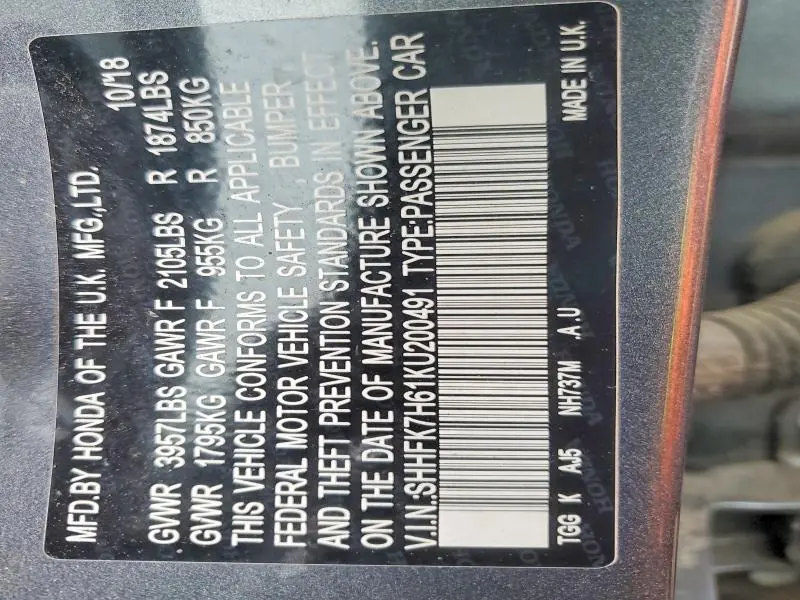 MFD.BY HONDA OF THE U.K. MFG.,LTD. 10/18
GVWR 3957LBS GAWR F 2105LBS R 1874LBS
GVWR 1795KG GAWR F 955KG R 850KG
THIS VEHICLE CONFORMS TO ALL APPLICABLE
FEDERAL MOTOR VEHICLE SAFETY , BUMPER
AND THEFT PREVENTION STANDARDS IN EFFECT
ON THE DATE OF MANUFACTURE SHOWN ABOVE.
V.I.N.:SHHFK7H61KU200491 TYPE:PASSENGER CAR
TGG K AJ5 NH737M .A .U MADE IN U.K.